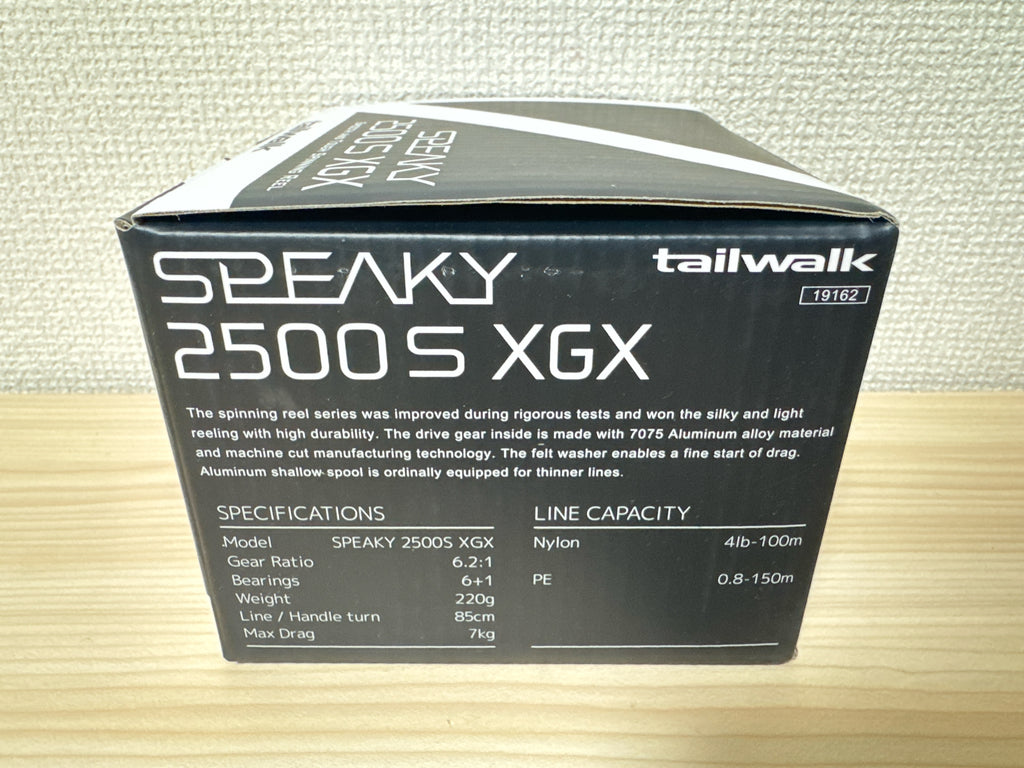 tailwalk
SPEAKY
2500S XGX
SPEAKY
tailwalk
19162
2500S XGX
The spinning reel series was improved during rigorous tests and won the silky and light
reeling with high durability. The drive gear inside is made with 7075 Aluminum alloy material
and machine cut manufacturing technology. The felt washer enables a fine start of drag.
Aluminum shallow spool is ordinally equipped for thinner lines.
SPECIFICATIONS
Model SPEAKY 2500S XGX
Gear Ratio 6.2:1
Bearings 6+1
Weight 220g
Line / Handle turn 85cm
Max Drag 7kg
LINE CAPACITY
Nylon 4lb-100m
PE 0.8-150m